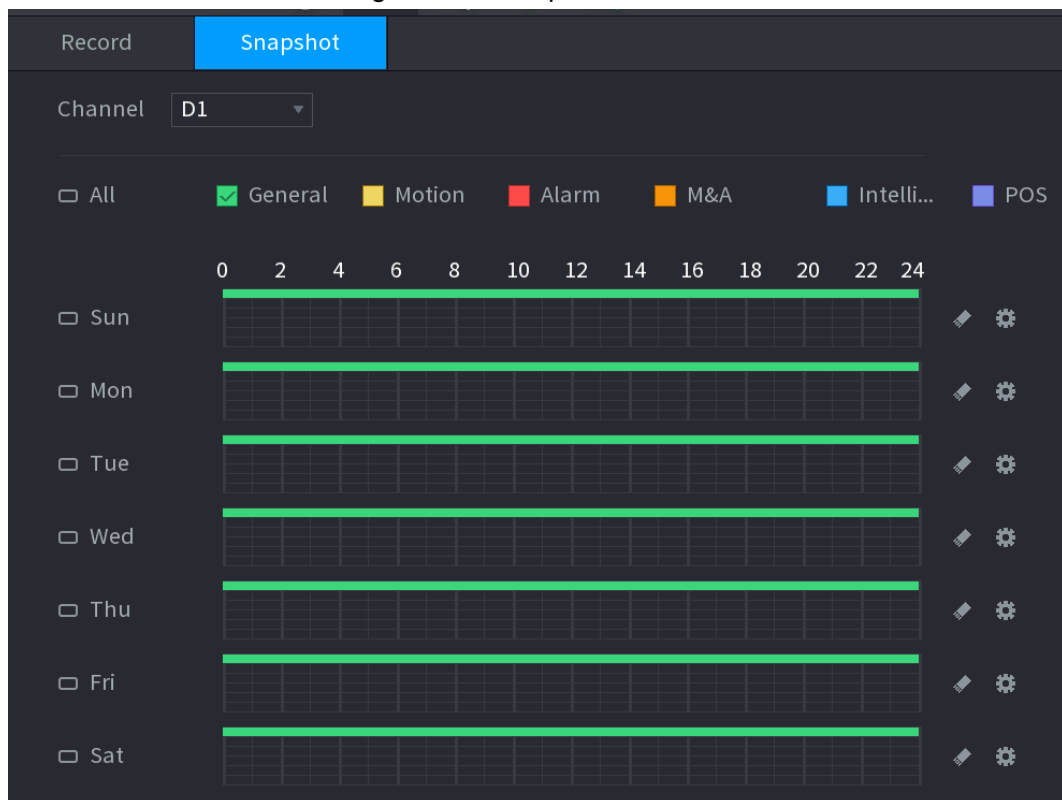 Record Snapshot
Channel D1
All General Motion Alarm M&A Intelli... POS
0 2 4 6 8 10 12 14 16 18 20 22 24
Sun
Mon
Tue
Wed
Thu
Fri
Sat